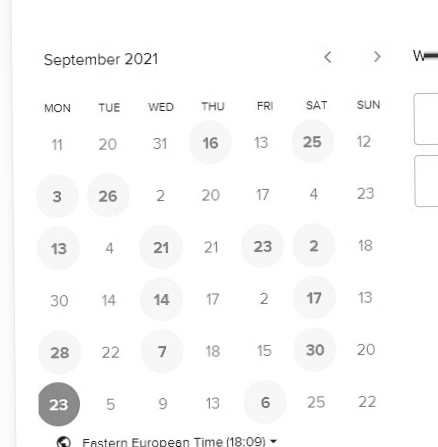 September 2021 < >
MON TUE WED THU FRI SAT SUN
11 20 31 16 13 25 12
3 26 2 20 17 4 23
13 4 21 21 23 2 18
30 14 14 17 2 17 13
28 22 7 18 15 30 20
23 5 9 13 6 25 22
Eastern European Time (18:09)